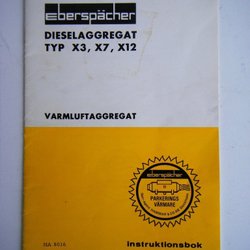 Eberspächer
DIESELAGGREGAT
TYP X3, X7, X12
VARMLUFTAGGREGAT
Eberspächer
PARKERINGS
VÄRMARE
Instruktionsbok